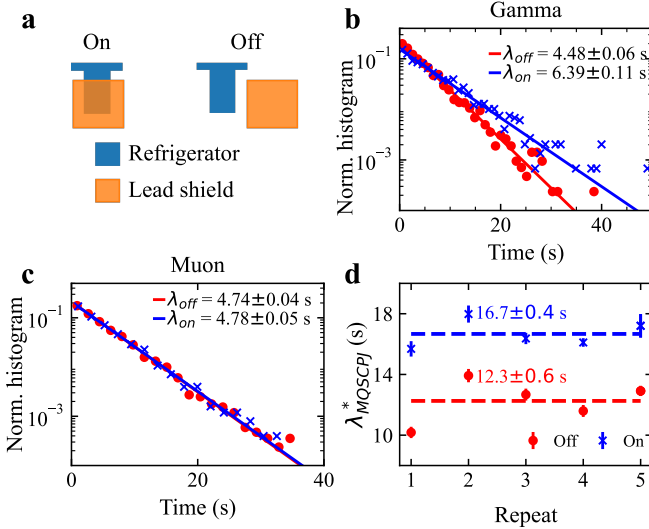 a
On
Off
Refrigerator
Lead shield
b
Gamma
Norm. histogram
10⁻¹
10⁻³
λoff = 4.48±0.06 s
λon = 6.39±0.11 s
0
20
40
Time (s)
c
Muon
Norm. histogram
10⁻¹
10⁻³
λoff = 4.74±0.04 s
λon = 4.78±0.05 s
0
20
40
Time (s)
d
λ*MQSCPJ (s)
18
14
10
16.7±0.4 s
12.3±0.6 s
Off
On
1
2
3
4
5
Repeat